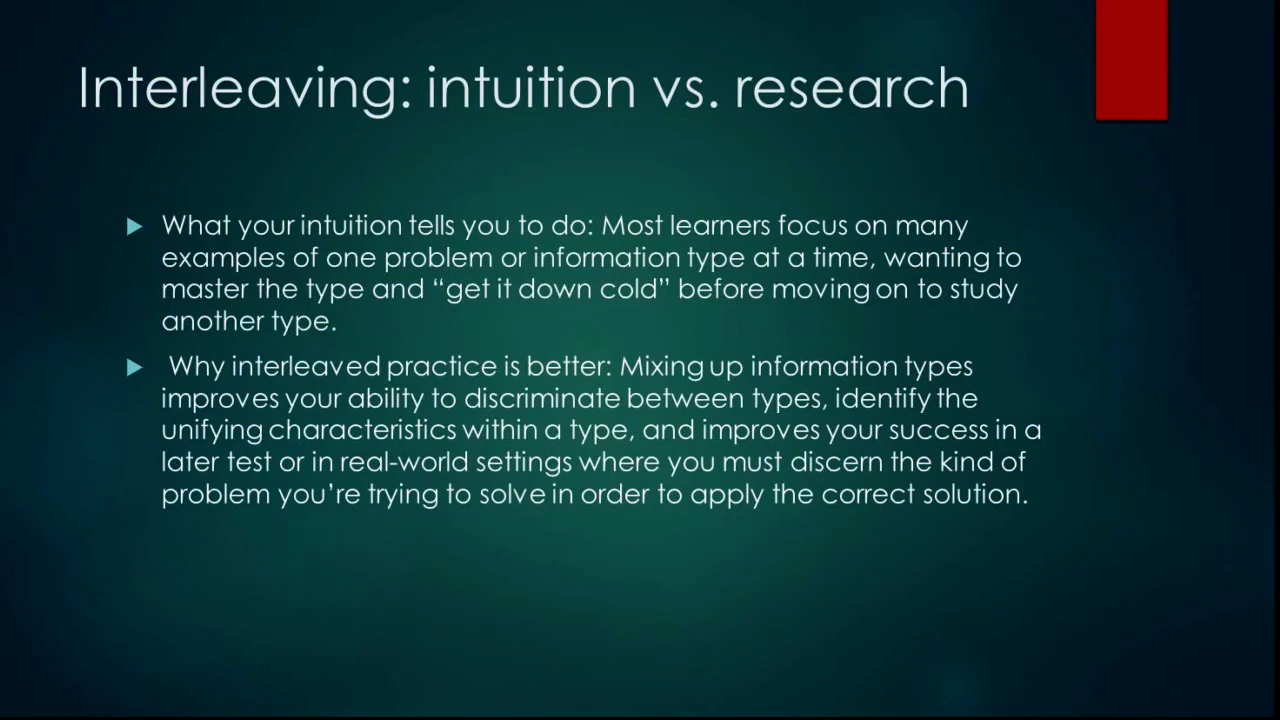 Interleaving: intuition vs. research
What your intuition tells you to do: Most learners focus on many
examples of one problem or information type at a time, wanting to
master the type and “get it down cold” before moving on to study
another type.
Why interleaved practice is better: Mixing up information types
improves your ability to discriminate between types, identify the
unifying characteristics within a type, and improves your success in a
later test or in real-world settings where you must discern the kind of
problem you’re trying to solve in order to apply the correct solution.